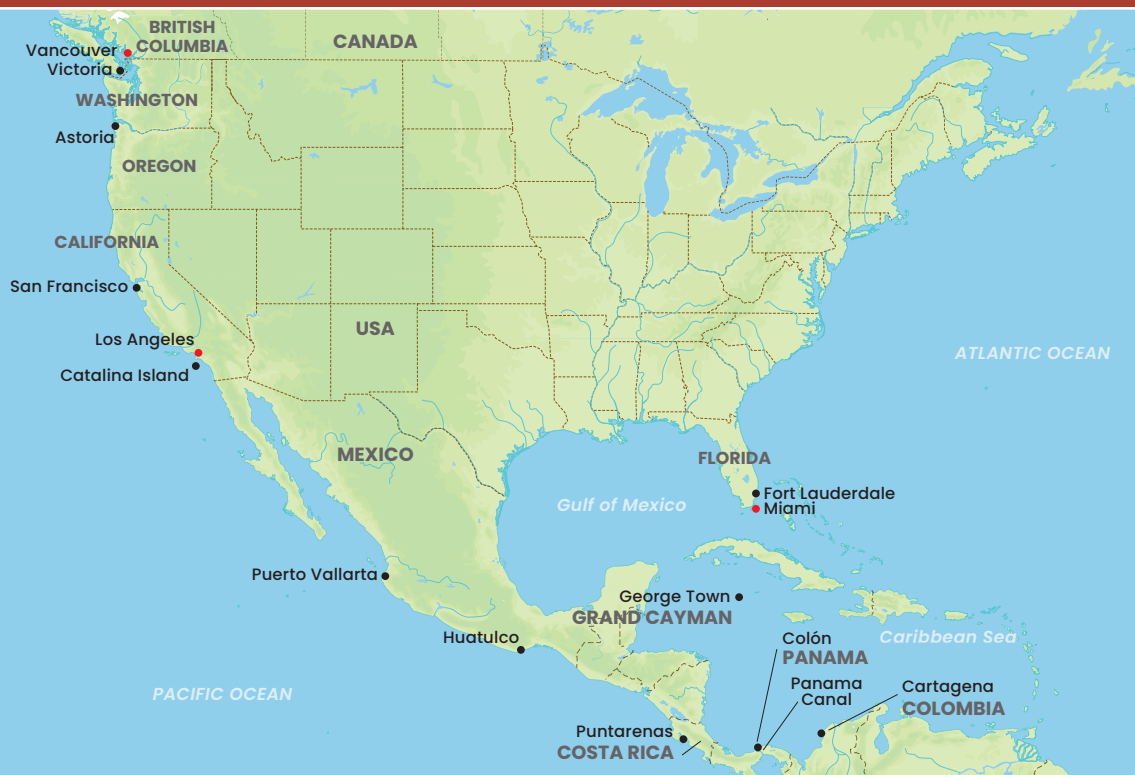 BRITISH
COLUMBIA
CANADA
Vancouver
Victoria
WASHINGTON
Astoria
OREGON
CALIFORNIA
San Francisco
Los Angeles
USA
ATLANTIC OCEAN
Catalina Island
MEXICO
FLORIDA
Fort Lauderdale
Gulf of Mexico
Miami
Puerto Vallarta
George Town
GRAND CAYMAN
Huatulco
Colón
PANAMA
Caribbean Sea
Panama
Canal
PACIFIC OCEAN
Cartagena
COLOMBIA
Puntarenas
COSTA RICA